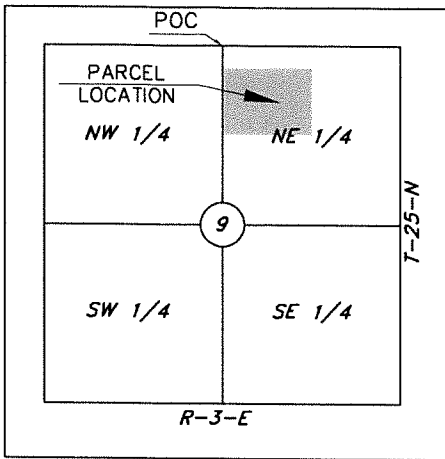 POC
PARCEL
LOCATION
NW 1/4
NE 1/4
9
T-25-N
SW 1/4
SE 1/4
R-3-E